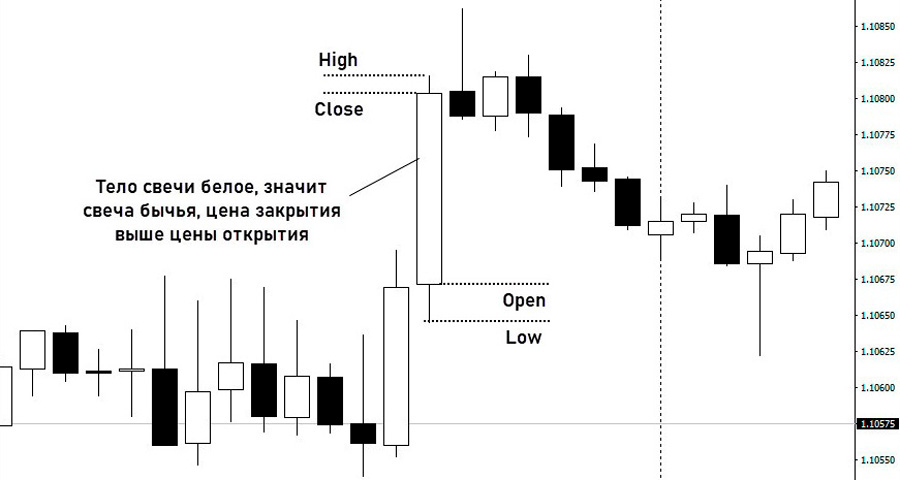 High
Close
Тело свечи белое, значит
свеча бычья, цена закрытия
выше цены открытия
Open
Low
1.10850
1.10825
1.10800
1.10775
1.10750
1.10725
1.10700
1.10675
1.10650
1.10625
1.10600
1.10575
1.10550